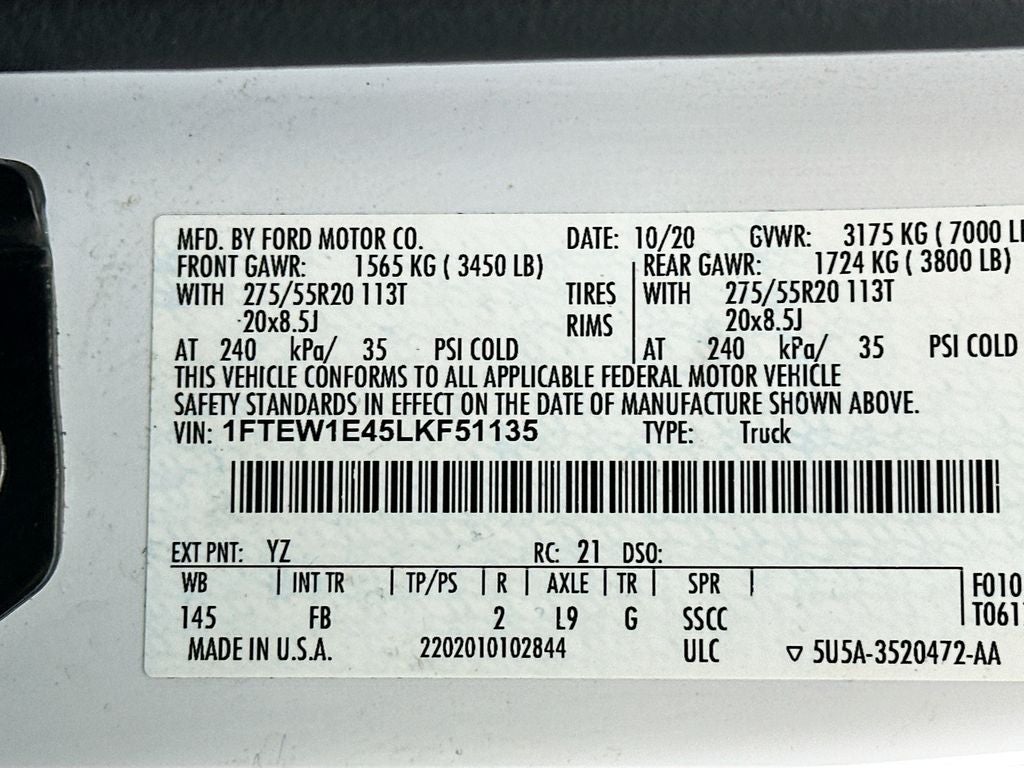 MFD. BY FORD MOTOR CO. DATE: 10/20 GVWR: 3175 KG ( 7000 L
FRONT GAWR: 1565 KG ( 3450 LB) REAR GAWR: 1724 KG ( 3800 LB)
WITH 275/55R20 113T TIRES WITH 275/55R20 113T
20x8.5J RIMS 20x8.5J
AT 240 kPa/ 35 PSI COLD AT 240 kPa/ 35 PSI COLD
THIS VEHICLE CONFORMS TO ALL APPLICABLE FEDERAL MOTOR VEHICLE
SAFETY STANDARDS IN EFFECT ON THE DATE OF MANUFACTURE SHOWN ABOVE.
VIN: 1FTEW1E45LKF51135 TYPE: Truck
EXT PNT: YZ RC: 21 DSO:
WB INT TR TP/PS R AXLE TR SPR F010
145 FB 2 L9 G SSCC T061
MADE IN U.S.A. 2202010102844 ULC ▽ 5U5A-3520472-AA